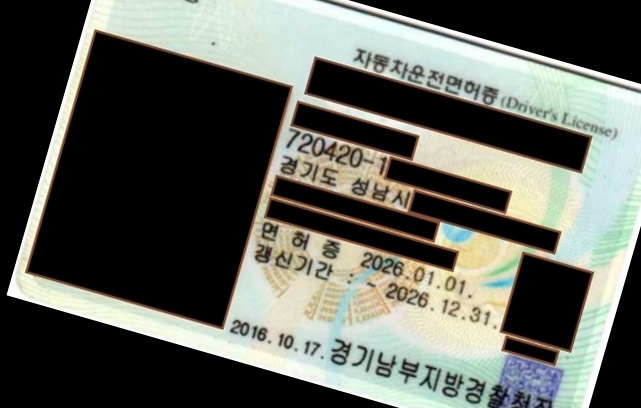 자동차운전면허증 (Driver's License)
720420-1
경기도 성남시
면 허 증 2026.01.01.
갱신기간 : ~ 2026.12.31.
2016.10.17. 경기남부지방경찰청장